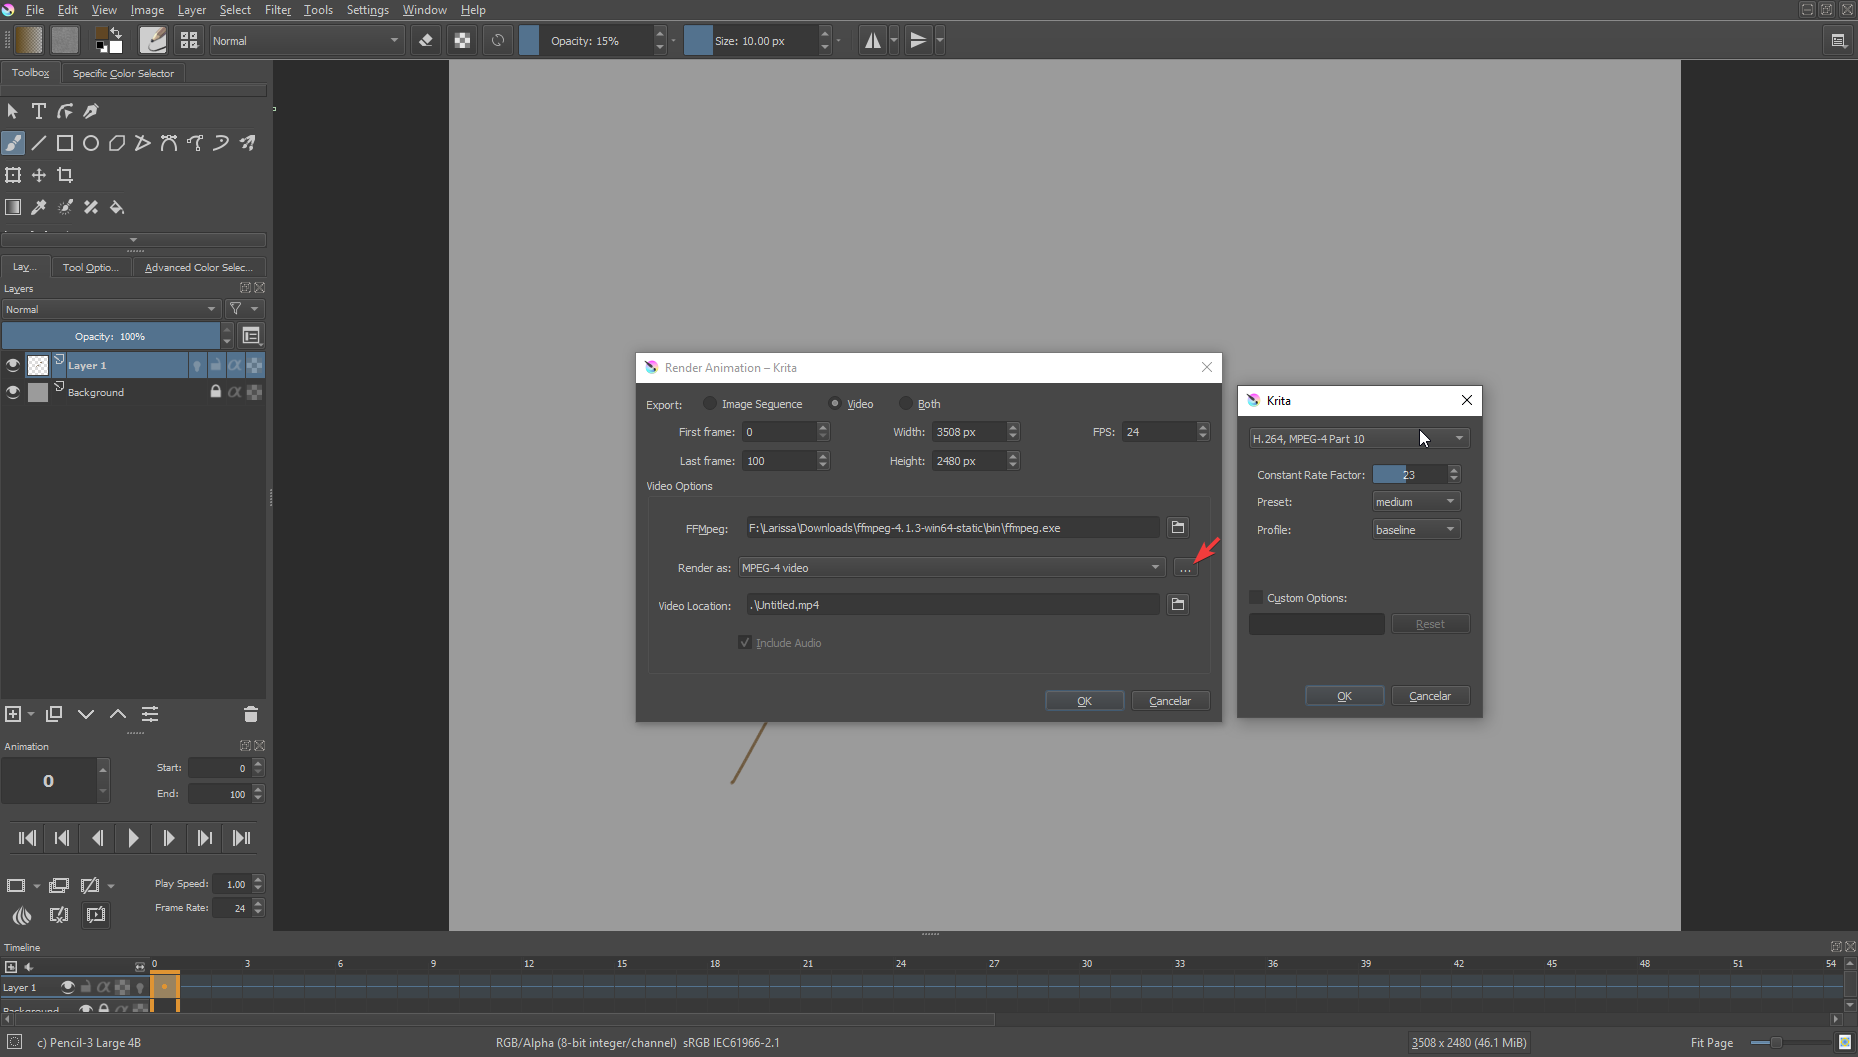 File Edit View Image Layer Select Filter Tools Settings Window Help
Normal Opacity: 15% Size: 10.00 px
Toolbox Specific Color Selector
Lay... Tool Optio... Advanced Color Selec...
Layers
Normal
Opacity: 100%
Layer 1
Background
Render Animation – Krita
Export: Image Sequence Video Both
First frame: 0 Width: 3508 px FPS: 24
Last frame: 100 Height: 2480 px
Video Options
FFMpeg: F:\Larissa\Downloads\ffmpeg-4.1.3-win64-static\bin\ffmpeg.exe
Render as: MPEG-4 video ...
Video Location: .\Untitled.mp4
Include Audio
OK Cancelar
Krita
H.264, MPEG-4 Part 10
Constant Rate Factor: 23
Preset: medium
Profile: baseline
Custom Options:
Reset
OK Cancelar
Animation
0 Start: 0
End: 100
Play Speed: 1.00
Frame Rate: 24
Timeline
0 3 6 9 12 15 18 21 24 27 30 33 36 39 42 45 48 51 54
Layer 1
Background
c) Pencil-3 Large 4B RGB/Alpha (8-bit integer/channel) sRGB IEC61966-2.1 3508 x 2480 (46.1 MiB) Fit Page